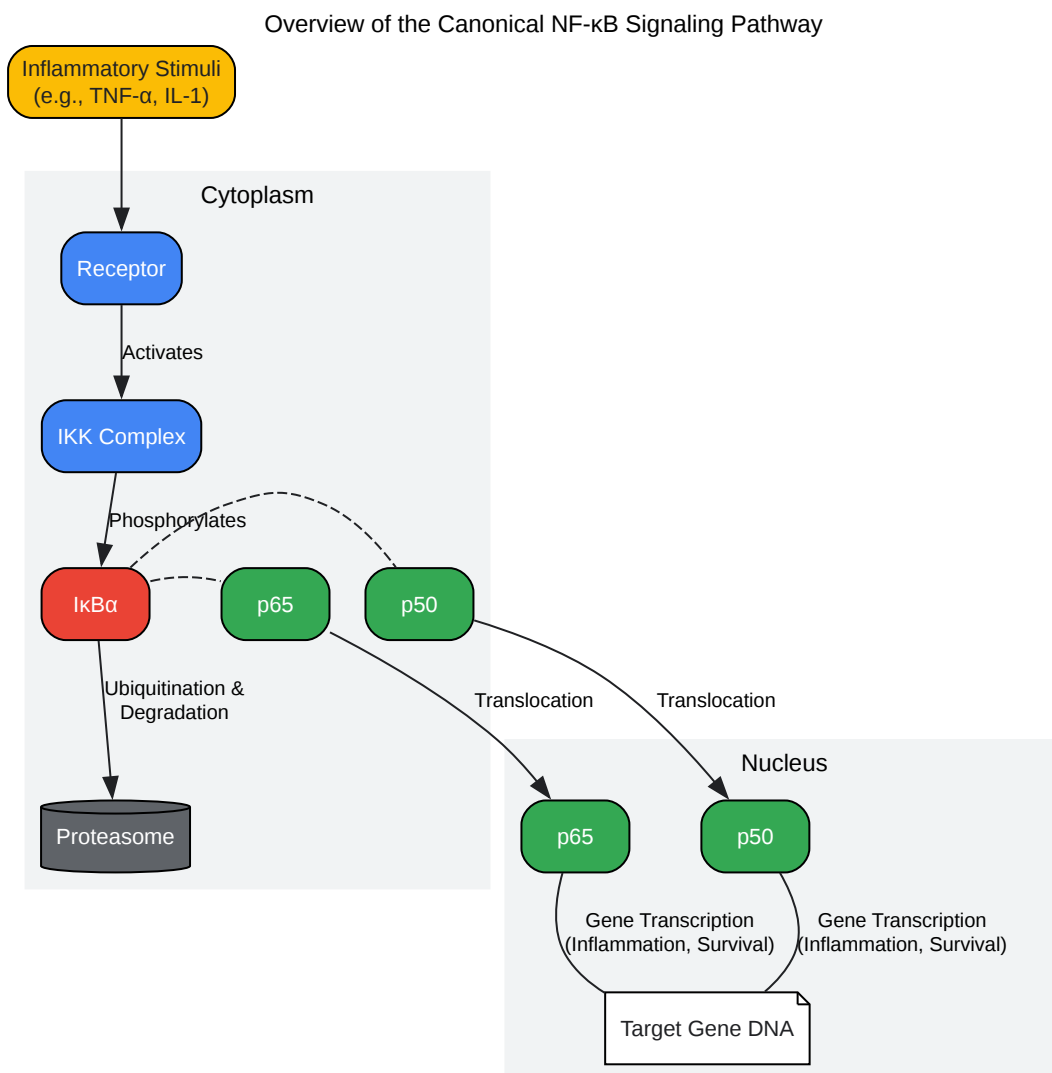 Overview of the Canonical NF-κB Signaling Pathway
Inflammatory Stimuli
(e.g., TNF-α, IL-1)
Cytoplasm
Receptor
Activates
IKK Complex
Phosphorylates
IκBα
p65
p50
Ubiquitination &
Degradation
Translocation
Translocation
Nucleus
Proteasome
p65
p50
Gene Transcription
(Inflammation, Survival)
Gene Transcription
(Inflammation, Survival)
Target Gene DNA